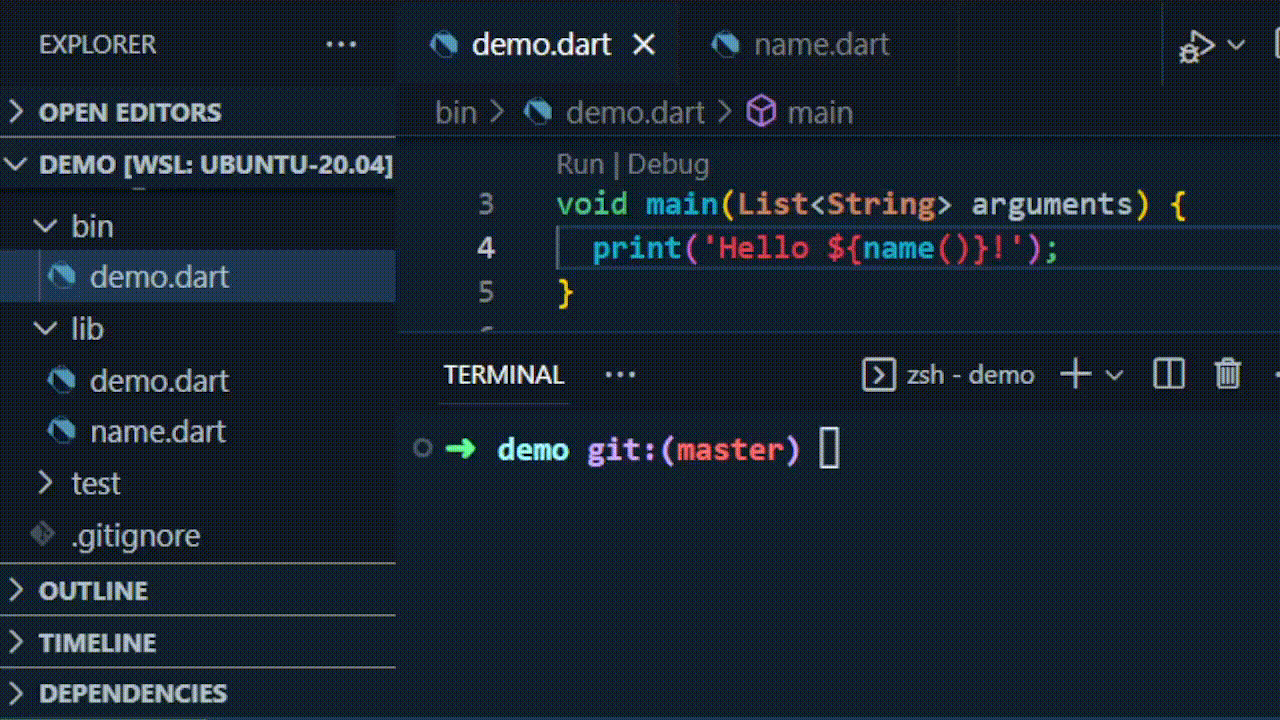 EXPLORER
OPEN EDITORS
DEMO [WSL: UBUNTU-20.04]
bin
demo.dart
lib
demo.dart
name.dart
test
.gitignore
OUTLINE
TIMELINE
DEPENDENCIES
demo.dart
name.dart
bin > demo.dart > main
Run | Debug
3 void main(List<String> arguments) {
4 print('Hello ${name()}!');
5 }
TERMINAL
zsh - demo
demo git:(master)